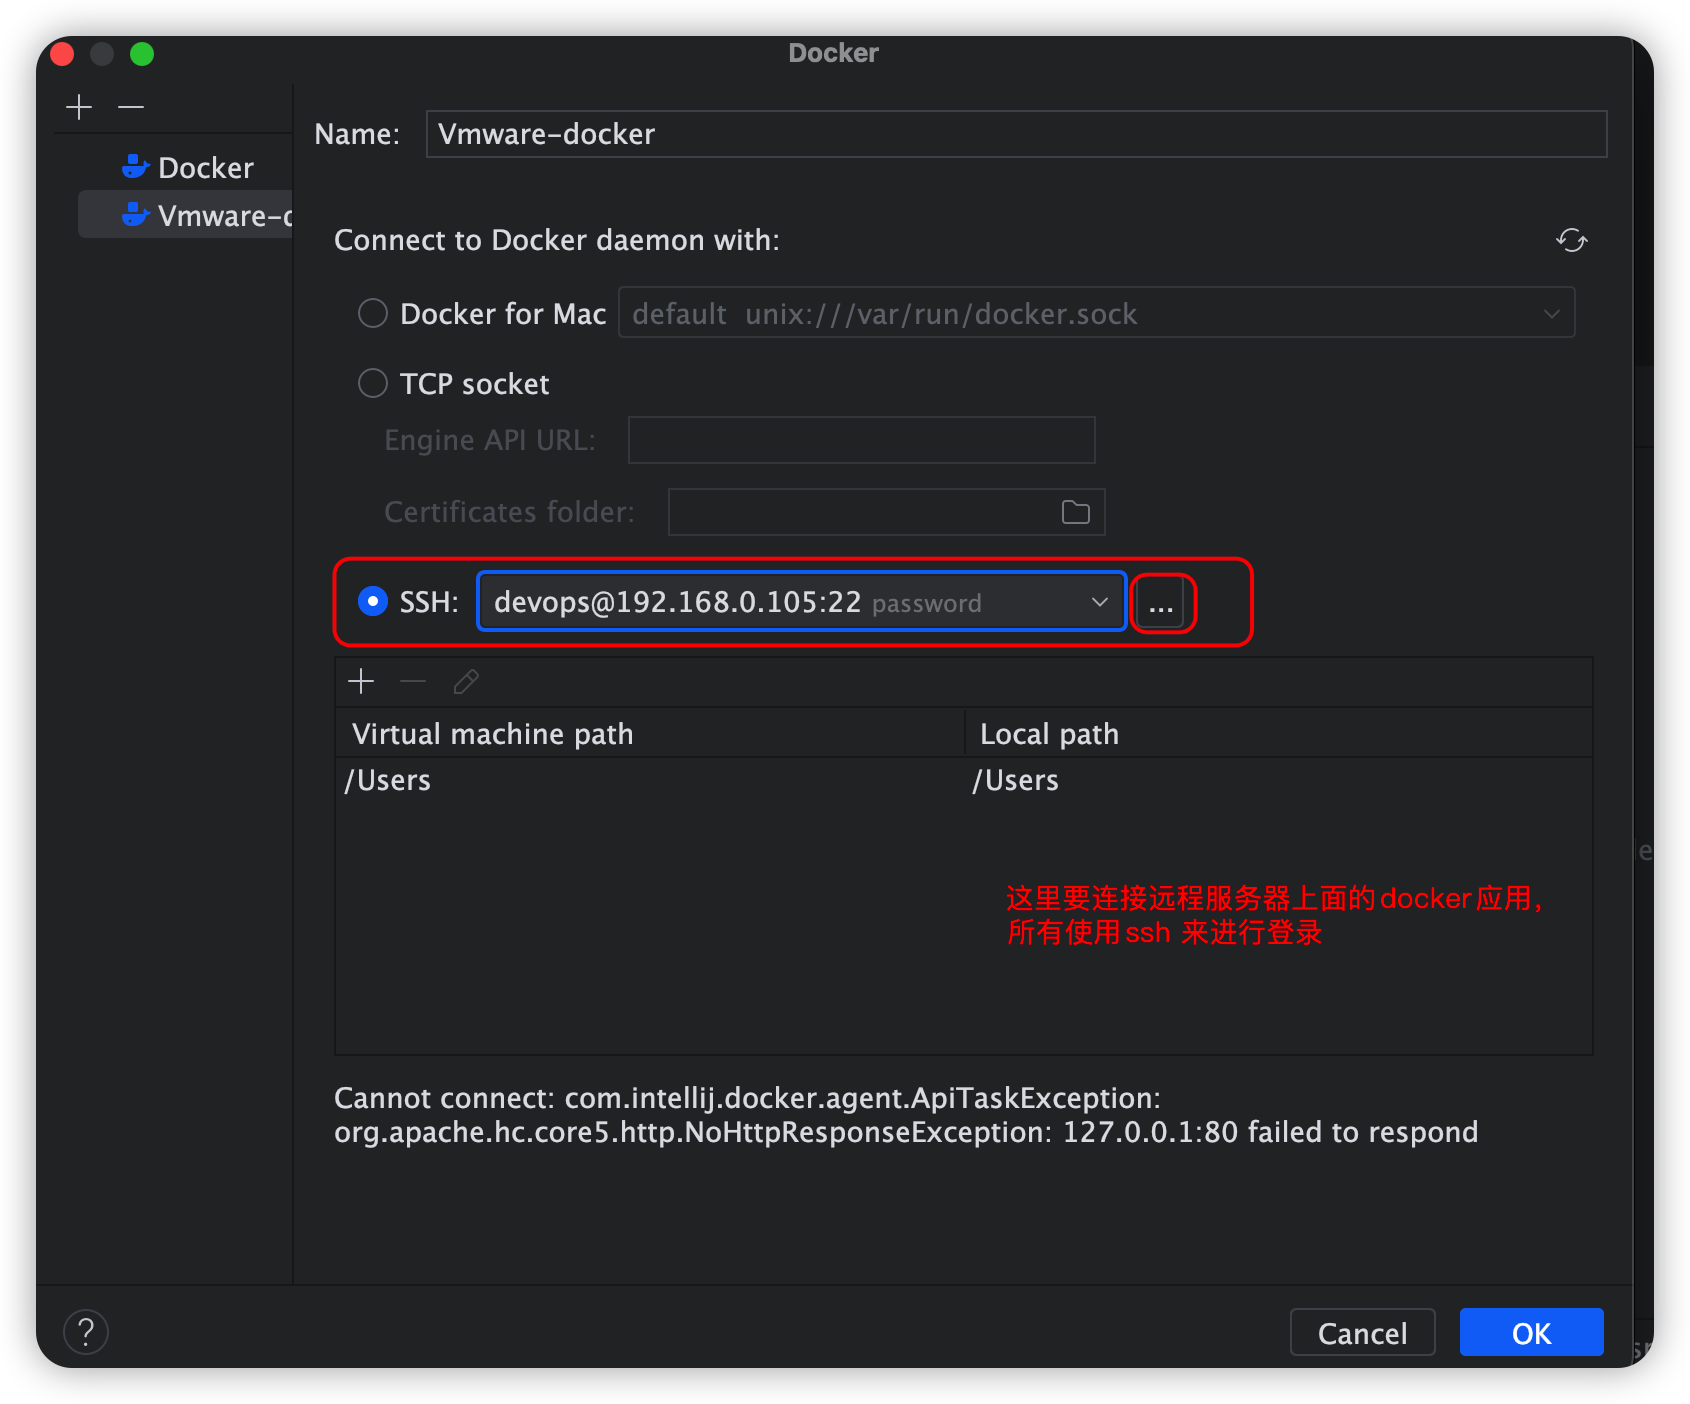 Docker
Name: Vmware-docker
Docker
Vmware-d
Connect to Docker daemon with:
Docker for Mac default unix:///var/run/docker.sock
TCP socket
Engine API URL:
Certificates folder:
SSH: devops@192.168.0.105:22 password ...
Virtual machine path Local path
/Users /Users
这里要连接远程服务器上面的docker应用,
所有使用ssh 来进行登录
Cannot connect: com.intellij.docker.agent.ApiTaskException:
org.apache.hc.core5.http.NoHttpResponseException: 127.0.0.1:80 failed to respond
? Cancel OK